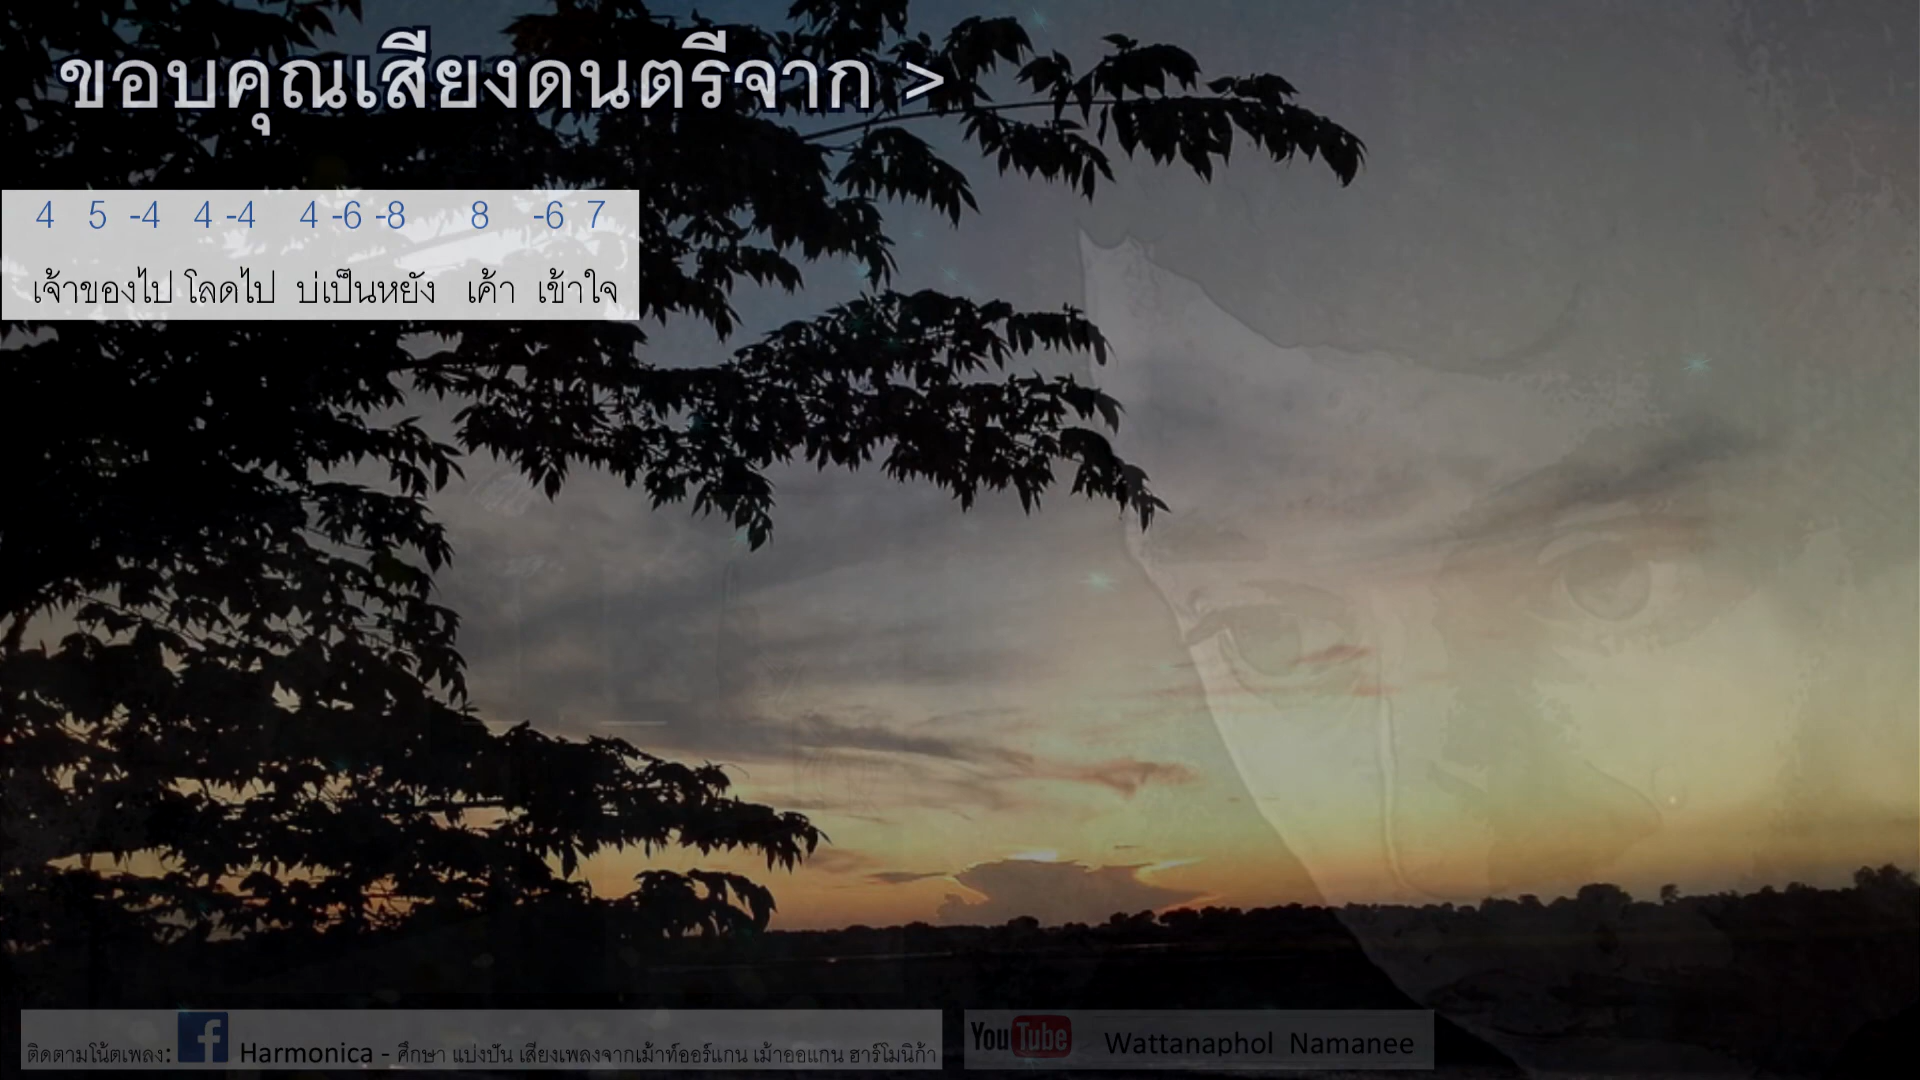 ขอบคุณเสียงดนตรีจาก >
4 5 -4 4 -4 4 -6 -8 8 -6 7
เจ้าของไป โลดไป บ่เป็นหยัง เค้า เข้าใจ
ติดตามโน้ตเพลง: f Harmonica - ศึกษา แบ่งปัน เสียงเพลงจากเม้าท์ออร์แกน เม้าออแกน ฮาร์โมนิก้า
YouTube Wattanaphol Namanee